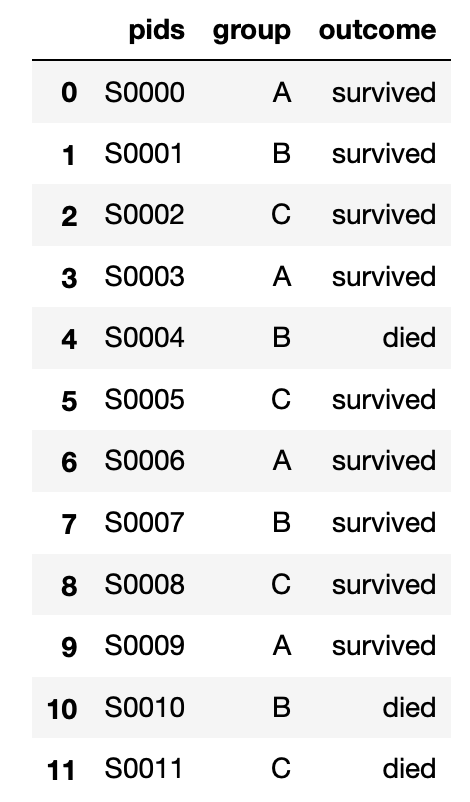 pids group outcome
0 S0000 A survived
1 S0001 B survived
2 S0002 C survived
3 S0003 A survived
4 S0004 B died
5 S0005 C survived
6 S0006 A survived
7 S0007 B survived
8 S0008 C survived
9 S0009 A survived
10 S0010 B died
11 S0011 C died